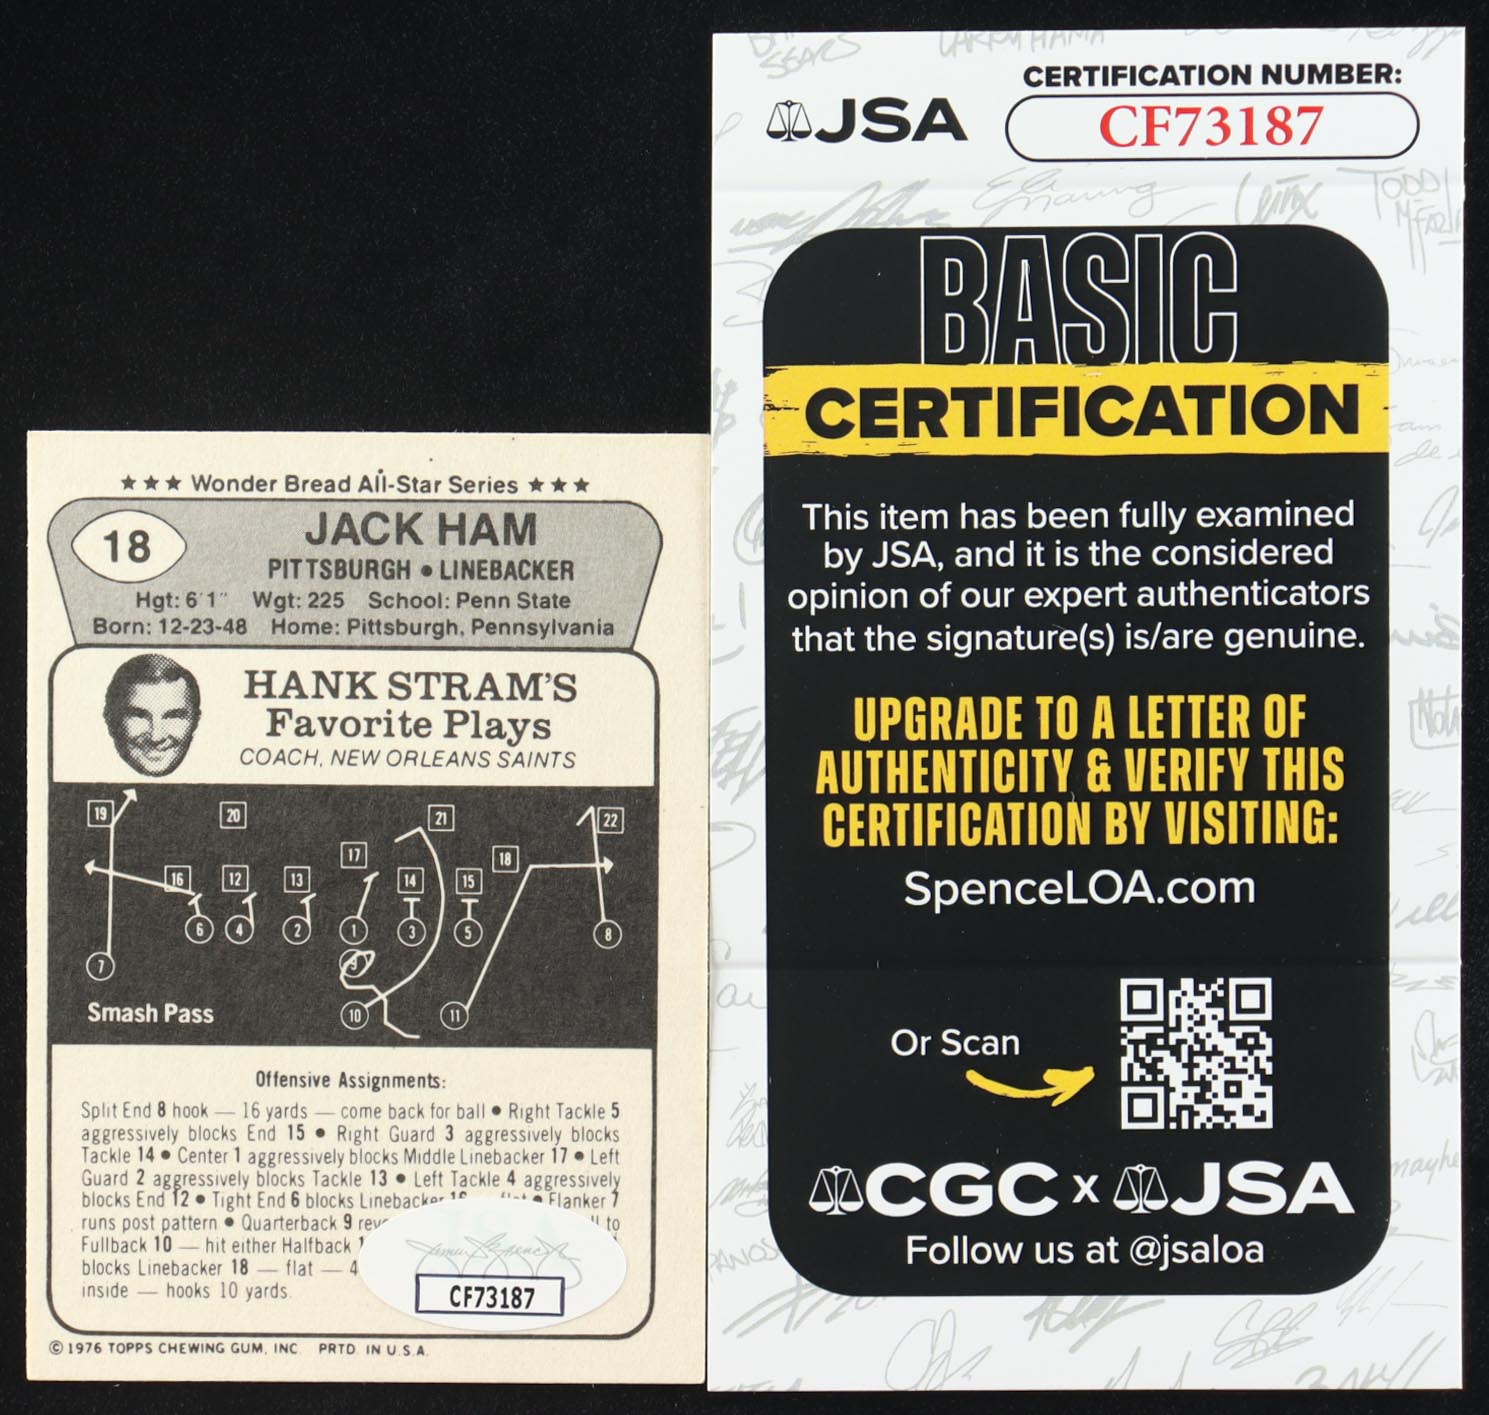 ★★★ Wonder Bread All-Star Series ★★★
18
JACK HAM
PITTSBURGH • LINEBACKER
Hgt: 6'1" Wgt: 225 School: Penn State
Born: 12-23-48 Home: Pittsburgh, Pennsylvania
HANK STRAM'S
Favorite Plays
COACH, NEW ORLEANS SAINTS
19 20 21 22
17 18
16 12 13 14 15
6 4 2 1 3 5 8
7 9
10 11
Smash Pass
Offensive Assignments:
Split End 8 hook — 16 yards — come back for ball • Right Tackle 5
aggressively blocks End 15 • Right Guard 3 aggressively blocks
Tackle 14 • Center 1 aggressively blocks Middle Linebacker 17 • Left
Guard 2 aggressively blocks Tackle 13 • Left Tackle 4 aggressively
blocks End 12 • Tight End 6 blocks Linebacker 16 • Flanker 7
runs post pattern • Quarterback 9 to
Fullback 10 — hit either Halfback
blocks Linebacker 18 — flat — 4
inside — hooks 10 yards.
CF73187
© 1976 TOPPS CHEWING GUM, INC. PRTD. IN U.S.A.
JSA
CERTIFICATION NUMBER:
CF73187
BASIC
CERTIFICATION
This item has been fully examined
by JSA, and it is the considered
opinion of our expert authenticators
that the signature(s) is/are genuine.
UPGRADE TO A LETTER OF
AUTHENTICITY & VERIFY THIS
CERTIFICATION BY VISITING:
SpenceLOA.com
Or Scan
CGC x JSA
Follow us at @jsaloa